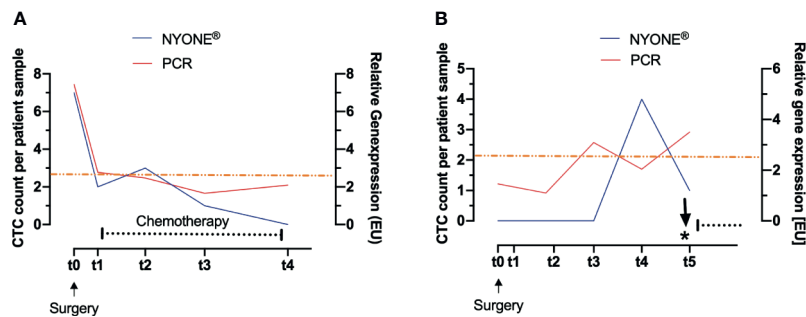 A
NYONE®
PCR
CTC count per patient sample
8
6
4
2
0
Relative Genexpression (EU)
8
6
4
2
0
Chemotherapy
t0
t1
t2
t3
t4
Surgery
B
NYONE®
PCR
CTC count per patient sample
5
4
3
2
1
0
Relative gene expression [EU]
6
4
2
0
*
t0
t1
t2
t3
t4
t5
Surgery